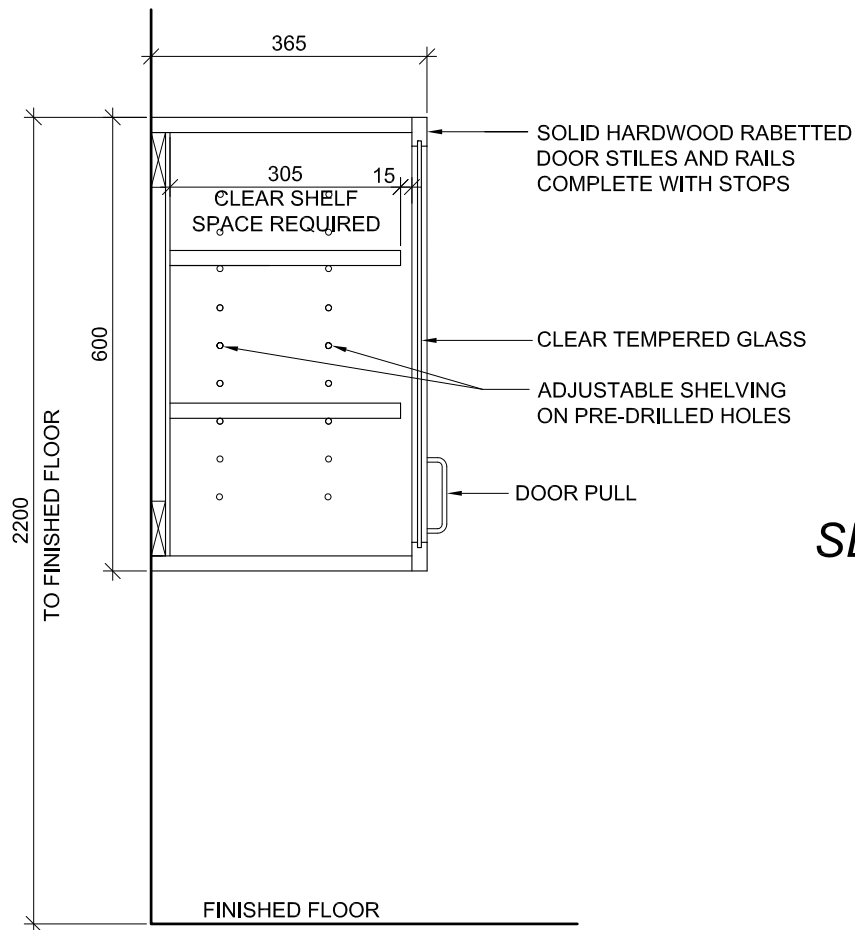 365
SOLID HARDWOOD RABETTED
DOOR STILES AND RAILS
COMPLETE WITH STOPS
305
15
CLEAR SHELF
SPACE REQUIRED
600
CLEAR TEMPERED GLASS
ADJUSTABLE SHELVING
ON PRE-DRILLED HOLES
2200
TO FINISHED FLOOR
DOOR PULL
FINISHED FLOOR